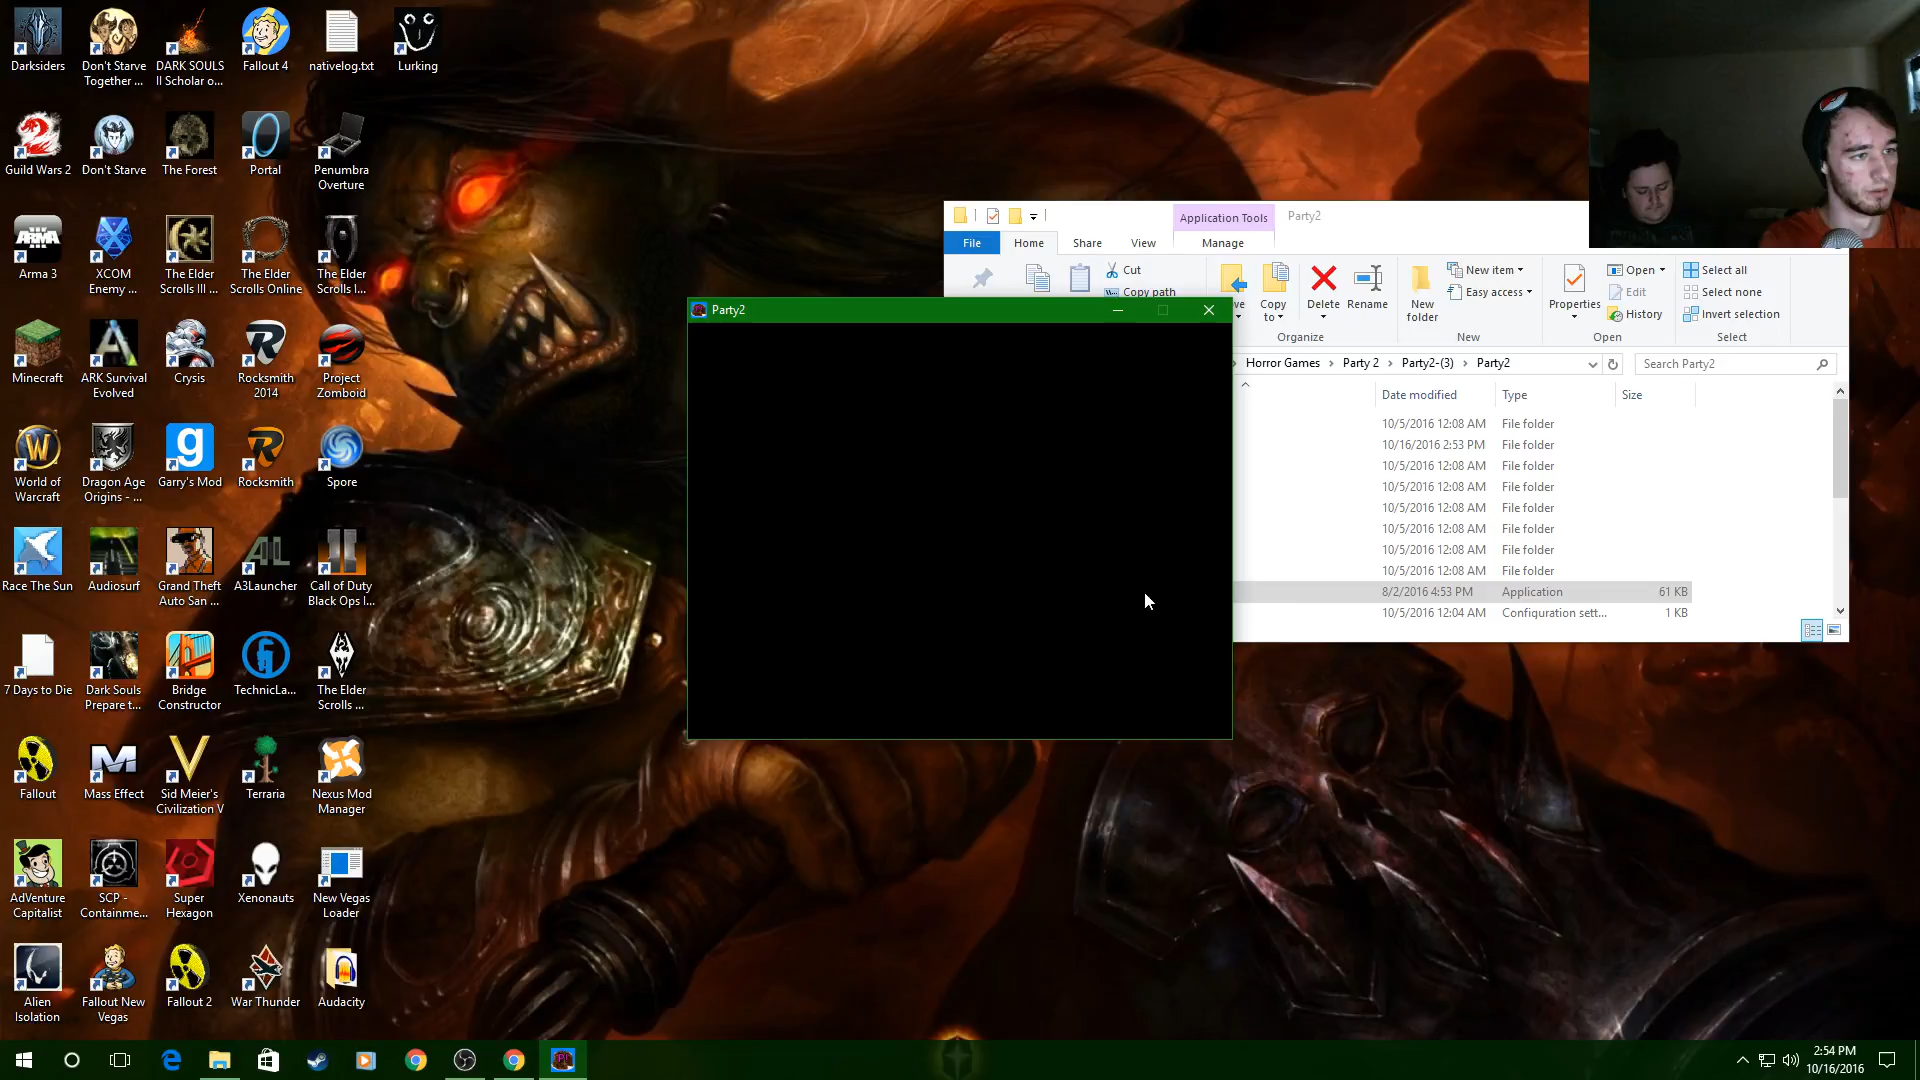 Darksiders
Don't Starve
Together ...
DARK SOULS
II Scholar o...
Fallout 4
nativelog.txt
Lurking
Guild Wars 2
Don't Starve
The Forest
Portal
Penumbra
Overture
Arma 3
XCOM
Enemy ...
The Elder
Scrolls III ...
The Elder
Scrolls Online
The Elder
Scrolls I...
Minecraft
ARK Survival
Evolved
Crysis
Rocksmith
2014
Project
Zomboid
World of
Warcraft
Dragon Age
Origins - ...
Garry's Mod
Rocksmith
Spore
Race The Sun
Audiosurf
Grand Theft
Auto San ...
A3Launcher
Call of Duty
Black Ops I...
7 Days to Die
Dark Souls
Prepare t...
Bridge
Constructor
TechnicLa...
The Elder
Scrolls ...
Fallout
Mass Effect
Sid Meier's
Civilization V
Terraria
Nexus Mod
Manager
AdVenture
Capitalist
SCP -
Containme...
Super
Hexagon
Xenonauts
New Vegas
Loader
Alien
Isolation
Fallout New
Vegas
Fallout 2
War Thunder
Audacity
Application Tools
Party2
File
Home
Share
View
Manage
Cut
Copy path
Copy
to
Delete
Rename
Organize
New
folder
New item
Easy access
New
Properties
Open
Edit
History
Open
Select all
Select none
Invert selection
Select
Party2
Horror Games > Party 2 > Party2-(3) > Party2
Search Party2
Date modified Type Size
10/5/2016 12:08 AM File folder
10/16/2016 2:53 PM File folder
10/5/2016 12:08 AM File folder
10/5/2016 12:08 AM File folder
10/5/2016 12:08 AM File folder
10/5/2016 12:08 AM File folder
10/5/2016 12:08 AM File folder
10/5/2016 12:08 AM File folder
8/2/2016 4:53 PM Application 61 KB
10/5/2016 12:04 AM Configuration sett... 1 KB
2:54 PM
10/16/2016